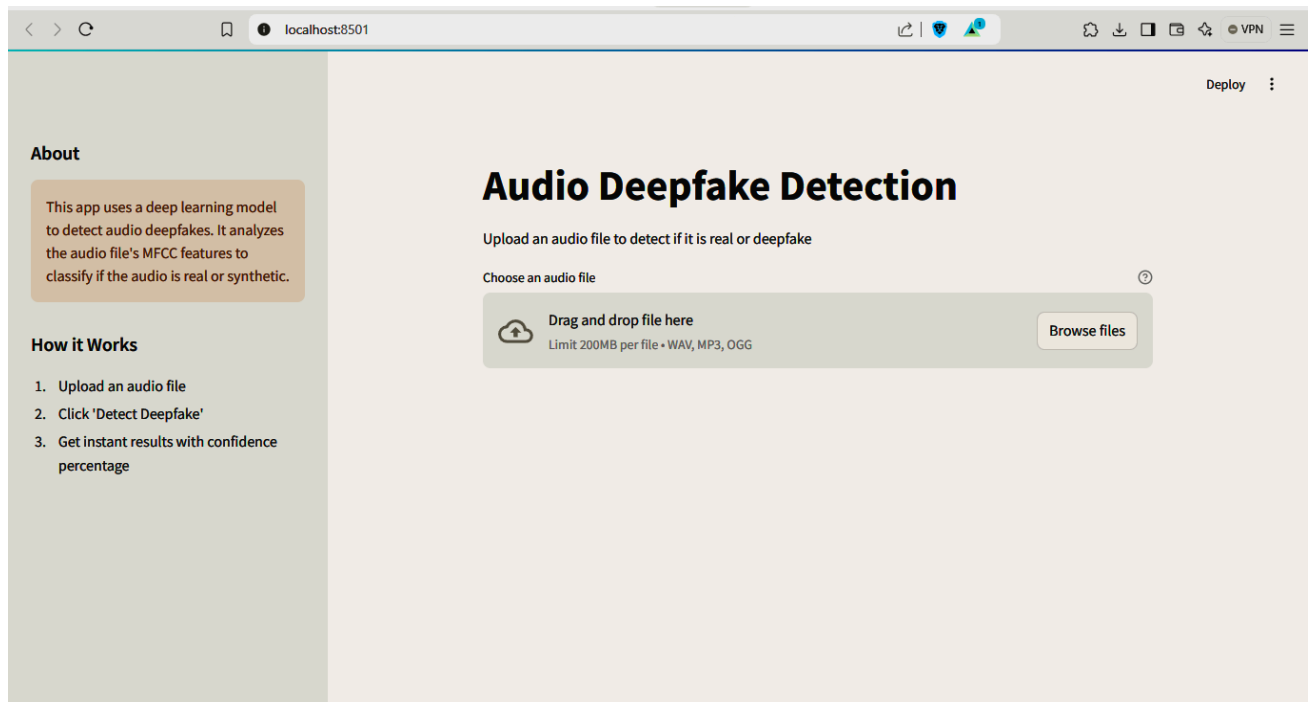 localhost:8501
1
VPN
Deploy
About
This app uses a deep learning model
to detect audio deepfakes. It analyzes
the audio file's MFCC features to
classify if the audio is real or synthetic.
How it Works
1. Upload an audio file
2. Click 'Detect Deepfake'
3. Get instant results with confidence
percentage
Audio Deepfake Detection
Upload an audio file to detect if it is real or deepfake
Choose an audio file
Drag and drop file here
Limit 200MB per file • WAV, MP3, OGG
Browse files